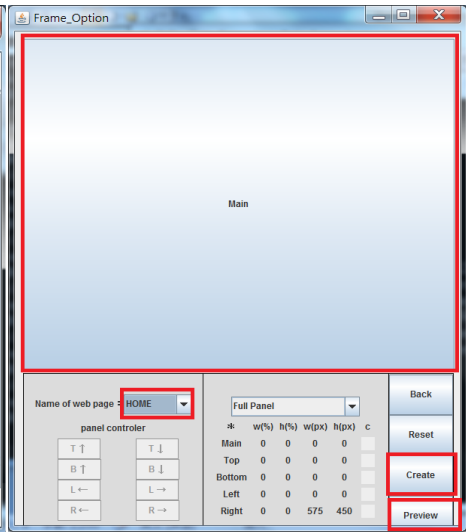 Frame_Option
Main
Name of web page = HOME
panel controler
T↑ T↓
B↑ B↓
L← L→
R← R→
Full Panel
* w(%) h(%) w(px) h(px) c
Main 0 0 0 0
Top 0 0 0 0
Bottom 0 0 0 0
Left 0 0 0 0
Right 0 0 575 450
Back
Reset
Create
Preview